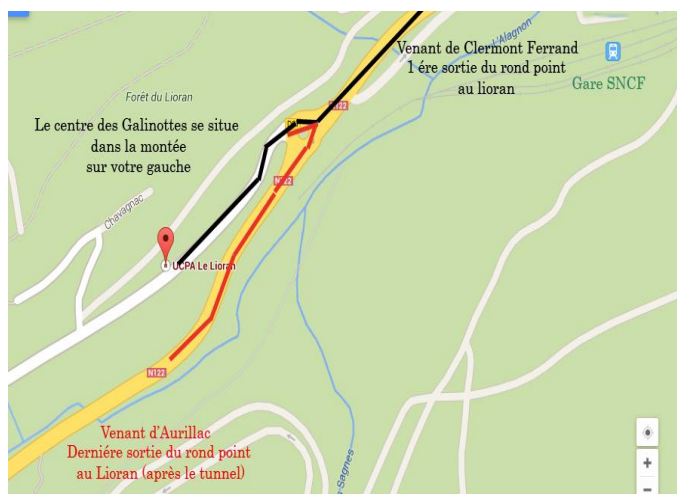 Venant de Clermont Ferrand
1 ére sortie du rond point
au lioran
l'Alagnon
Gare SNCF
Forêt du Lioran
Le centre des Galinottes se situe
dans la montée
sur votre gauche
N122
N122
Chavagnac
UCPA Le Lioran
N122
Venant d'Aurillac
Derniére sortie du rond point
au Lioran (après le tunnel)
Sagnes
+
−